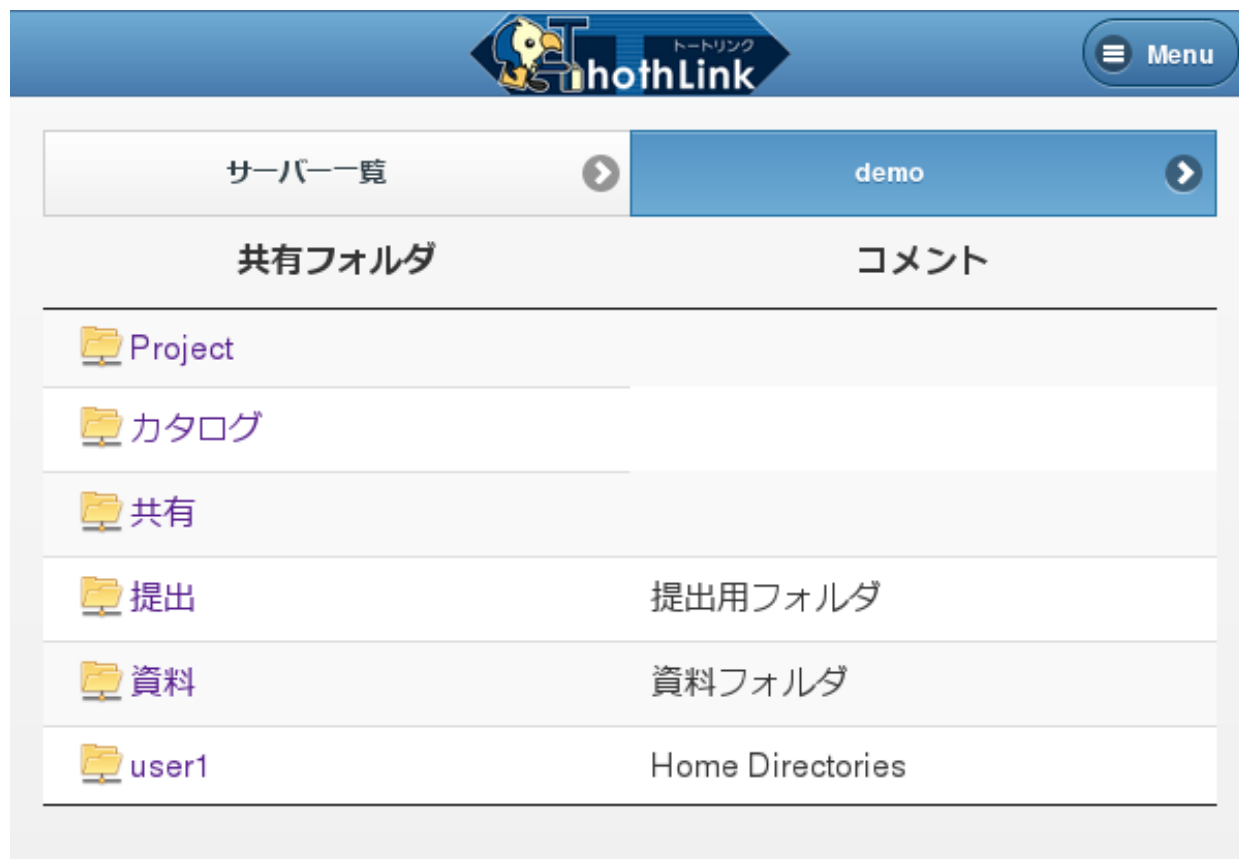 トートリンク
ThothLink
Menu
サーバー一覧
demo
共有フォルダ コメント
Project
カタログ
共有
提出 提出用フォルダ
資料 資料フォルダ
user1 Home Directories